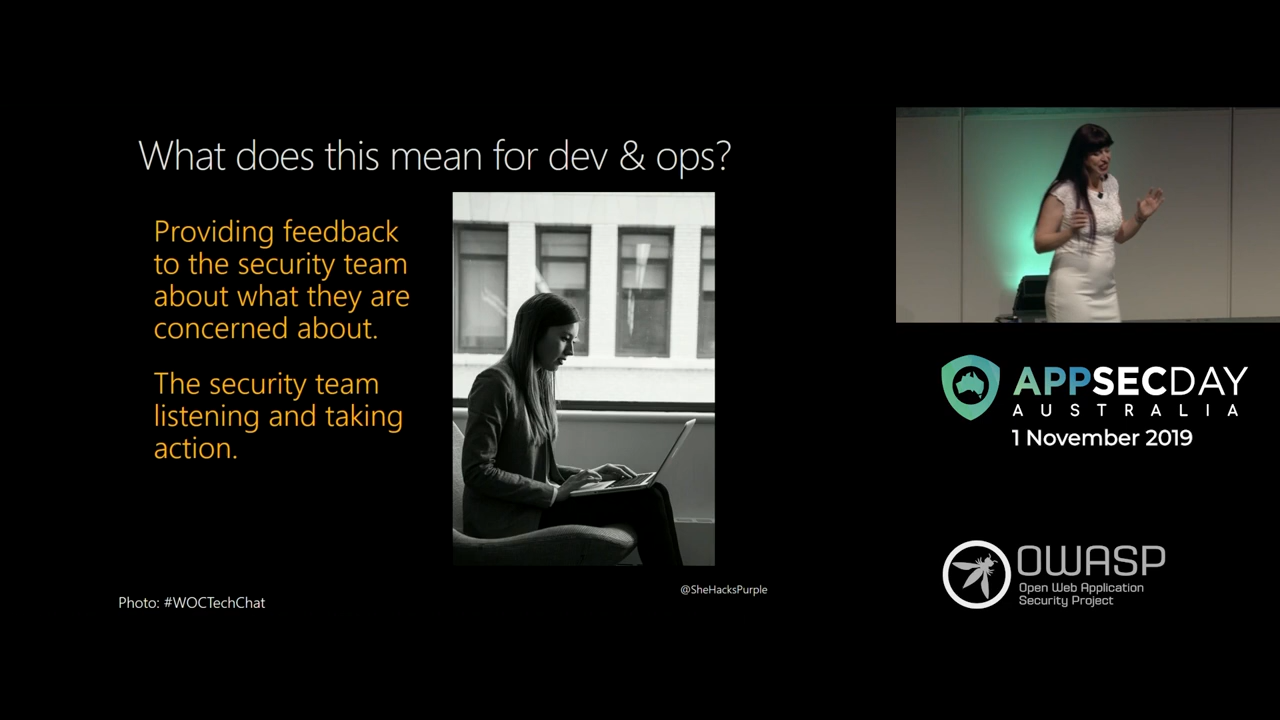 What does this mean for dev & ops?
Providing feedback
to the security team
about what they are
concerned about.
The security team
listening and taking
action.
Photo: #WOCTechChat
@SheHacksPurple
APPSECDAY
AUSTRALIA
1 November 2019
OWASP
Open Web Application
Security Project